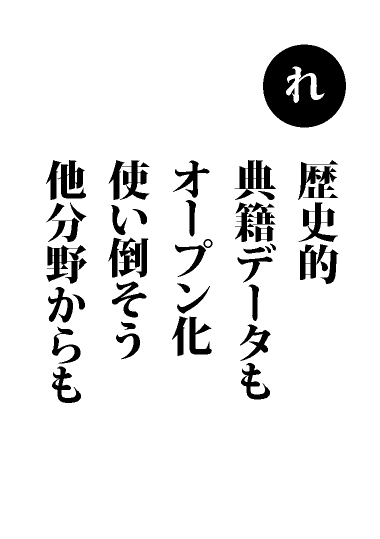 れ
歴史的
典籍データも
オープン化
使い倒そう
他分野からも